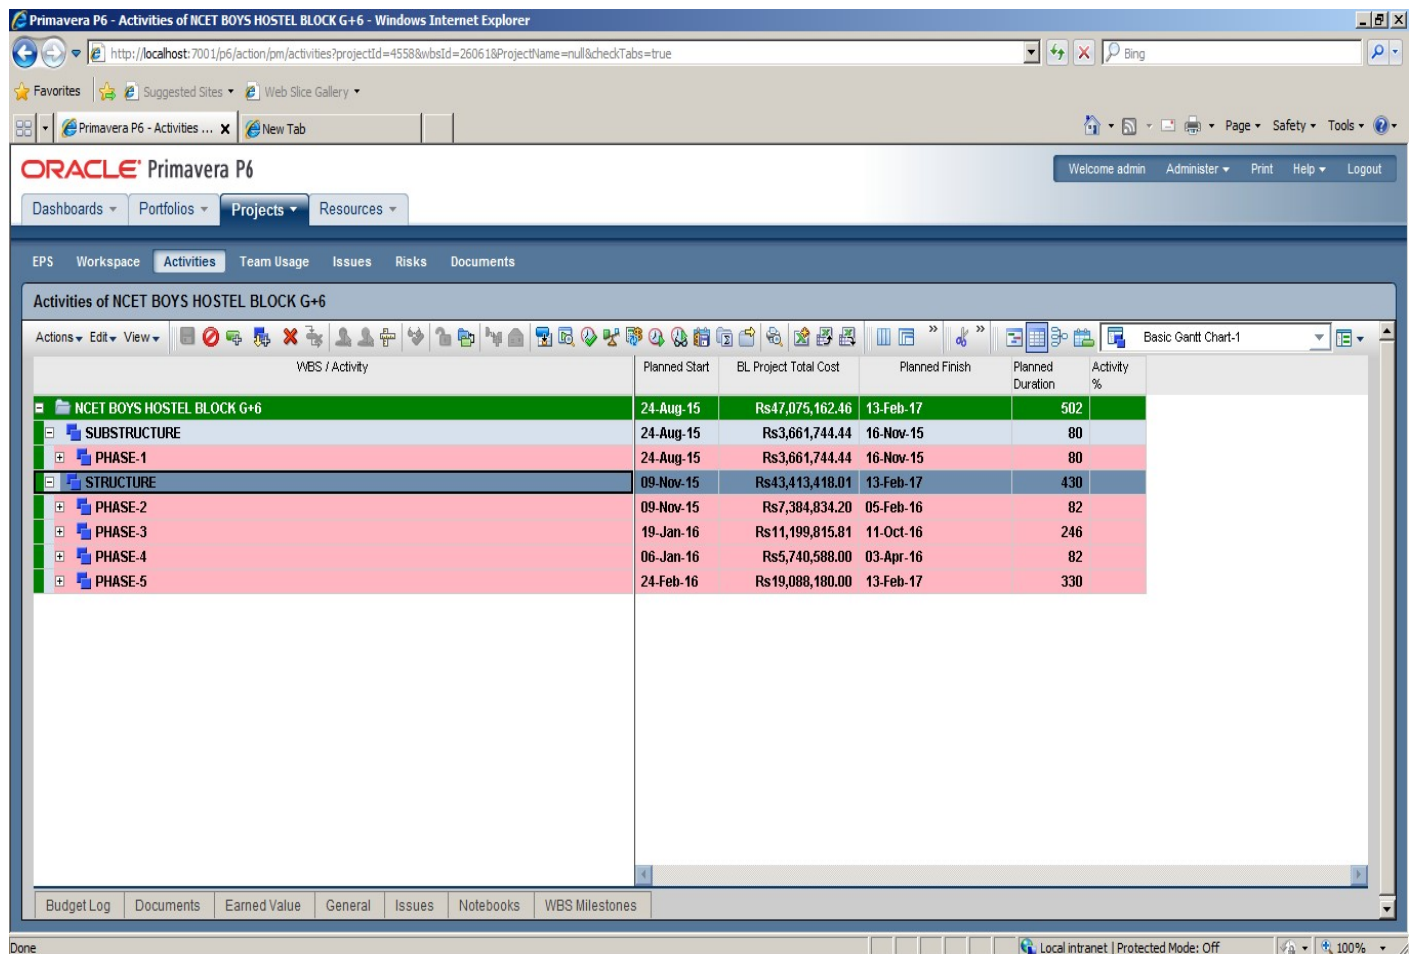 Primavera P6 - Activities of NCET BOYS HOSTEL BLOCK G+6 - Windows Internet Explorer
http://localhost:7001/p6/action/pm/activities?projectId=4558&wbsId=26061&ProjectName=null&checkTabs=true
Bing
Favorites Suggested Sites Web Slice Gallery
Primavera P6 - Activities ... X New Tab Page Safety Tools
ORACLE Primavera P6 Welcome admin Administer Print Help Logout
Dashboards Portfolios Projects Resources
EPS Workspace Activities Team Usage Issues Risks Documents
Activities of NCET BOYS HOSTEL BLOCK G+6
Actions Edit View Basic Gantt Chart-1
WBS / Activity Planned Start BL Project Total Cost Planned Finish Planned Duration Activity %
NCET BOYS HOSTEL BLOCK G+6 24-Aug-15 Rs47,075,162.46 13-Feb-17 502
SUBSTRUCTURE 24-Aug-15 Rs3,661,744.44 16-Nov-15 80
PHASE-1 24-Aug-15 Rs3,661,744.44 16-Nov-15 80
STRUCTURE 09-Nov-15 Rs43,413,418.01 13-Feb-17 430
PHASE-2 09-Nov-15 Rs7,384,834.20 05-Feb-16 82
PHASE-3 19-Jan-16 Rs11,199,815.81 11-Oct-16 246
PHASE-4 06-Jan-16 Rs5,740,588.00 03-Apr-16 82
PHASE-5 24-Feb-16 Rs19,088,180.00 13-Feb-17 330
Budget Log Documents Earned Value General Issues Notebooks WBS Milestones
Done Local intranet | Protected Mode: Off 100%